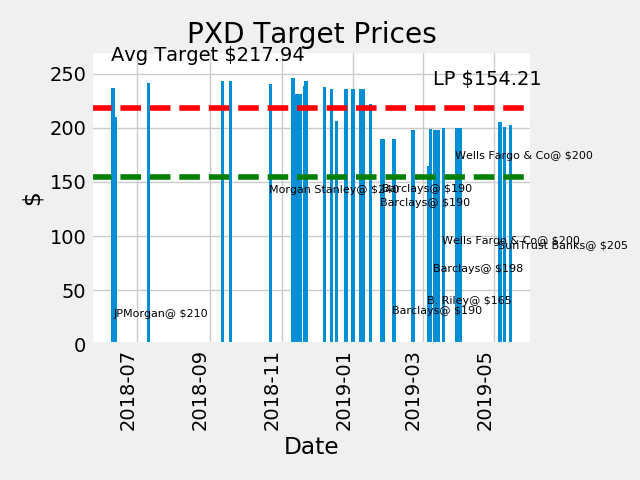 PXD Target Prices
Avg Target $217.94
LP $154.21
250
200
150
100
50
0
$
Wells Fargo & Co@ $200
Morgan Stanley@ $240
Barclays@ $190
Barclays@ $190
Wells Fargo & Co@ $200
SunTrust Banks@ $205
Barclays@ $198
B. Riley@ $165
Barclays@ $190
JPMorgan@ $210
2018-07
2018-09
2018-11
2019-01
2019-03
2019-05
Date